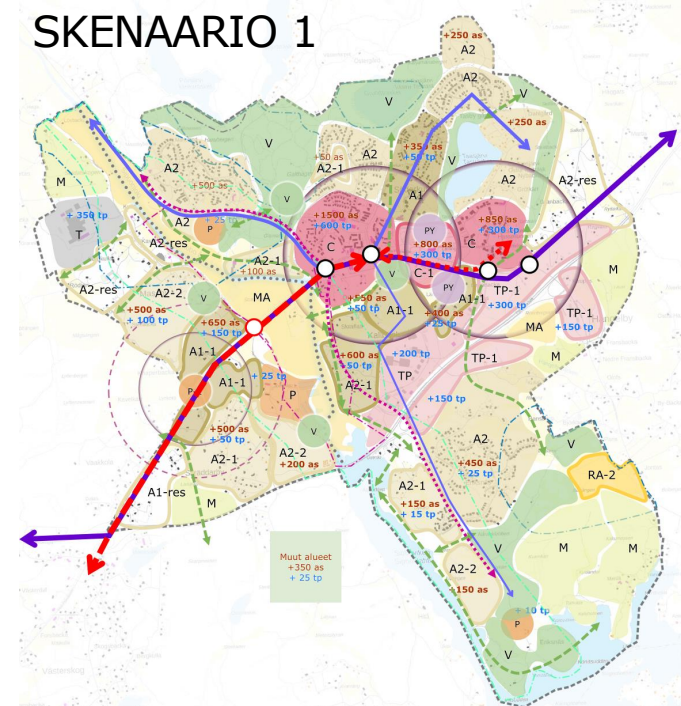 SKENAARIO 1
+250 as
A2
V
A2
V
+250 as
+350 as
+50 tp
V
A2
+50 as
A2-1
A2
A1
A2-res
M
+500 as
V
+1500 as
+600 tp
PY
+850 as
+300 tp
C
+ 350 tp
T
A2
+ 25 tp
P
A2-res
C
+800 as
+300 tp
C-1
V
A2-1
+100 as
A2-res
A2-2
V
MA
+550 as
+50 tp
A1-1
PY
A1-1
TP-1
+300 tp
M
+500 as
+ 100 tp
+650 as
+ 150 tp
+400 as
+25 tp
TP-1
+150 tp
MA
A1-1
+600 as
+ 50 tp
+200 tp
M
A1-1
+ 25 tp
P
A2-1
TP
+150 tp
+500 as
+ 50 tp
V
A2
V
A2-1
A2-2
+200 as
+450 as
+ 25 tp
RA-2
A1-res
M
A2-1
+150 as
+ 15 tp
V
M
M
Muut alueet
+350 as
+ 25 tp
A2-2
+150 as
+ 10 tp
P
V